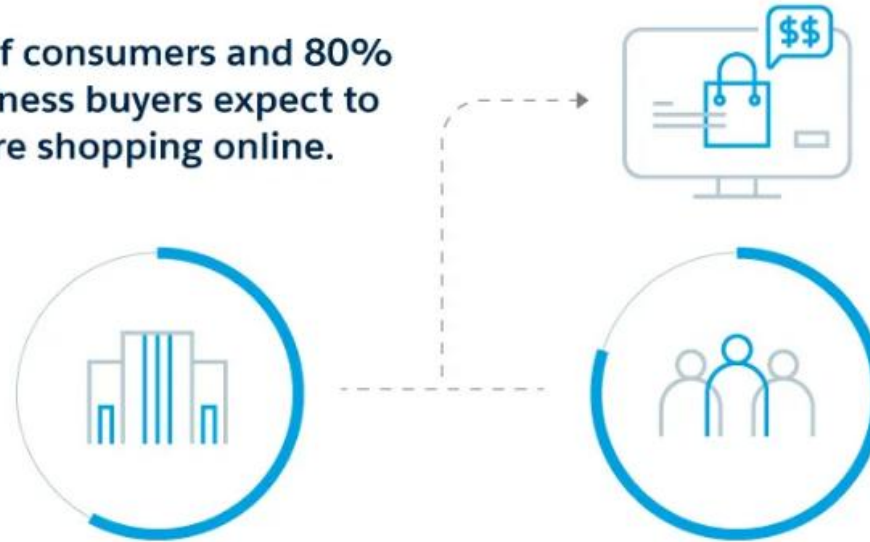 f consumers and 80%
ness buyers expect to
re shopping online.
$$